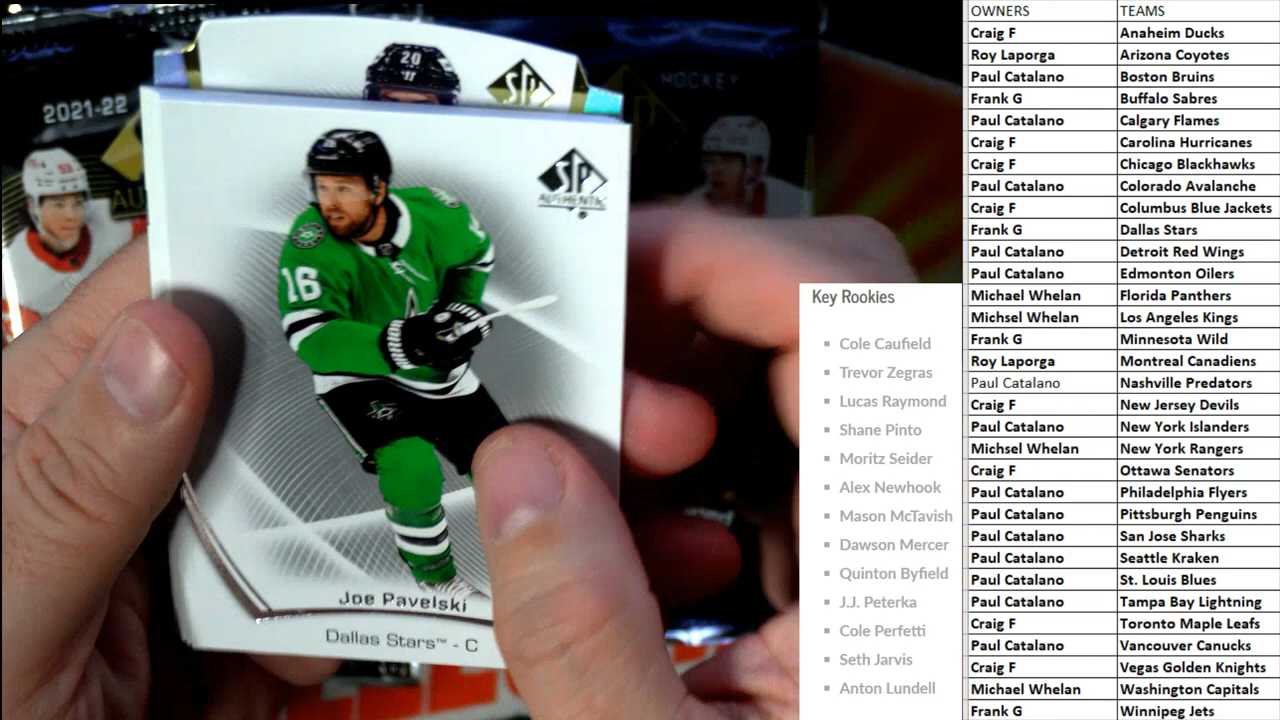 20
SP
HOCKEY
2021-22
53
AU
SP
AUTHENTIC
16
Joe Pavelski
Dallas Stars™ - C
Key Rookies
Cole Caufield
Trevor Zegras
Lucas Raymond
Shane Pinto
Moritz Seider
Alex Newhook
Mason McTavish
Dawson Mercer
Quinton Byfield
J.J. Peterka
Cole Perfetti
Seth Jarvis
Anton Lundell
OWNERS TEAMS
Craig F Anaheim Ducks
Roy Laporga Arizona Coyotes
Paul Catalano Boston Bruins
Frank G Buffalo Sabres
Paul Catalano Calgary Flames
Craig F Carolina Hurricanes
Craig F Chicago Blackhawks
Paul Catalano Colorado Avalanche
Craig F Columbus Blue Jackets
Frank G Dallas Stars
Paul Catalano Detroit Red Wings
Paul Catalano Edmonton Oilers
Michael Whelan Florida Panthers
Michsel Whelan Los Angeles Kings
Frank G Minnesota Wild
Roy Laporga Montreal Canadiens
Paul Catalano Nashville Predators
Craig F New Jersey Devils
Paul Catalano New York Islanders
Michsel Whelan New York Rangers
Craig F Ottawa Senators
Paul Catalano Philadelphia Flyers
Paul Catalano Pittsburgh Penguins
Paul Catalano San Jose Sharks
Paul Catalano Seattle Kraken
Paul Catalano St. Louis Blues
Paul Catalano Tampa Bay Lightning
Craig F Toronto Maple Leafs
Paul Catalano Vancouver Canucks
Craig F Vegas Golden Knights
Michael Whelan Washington Capitals
Frank G Winnipeg Jets